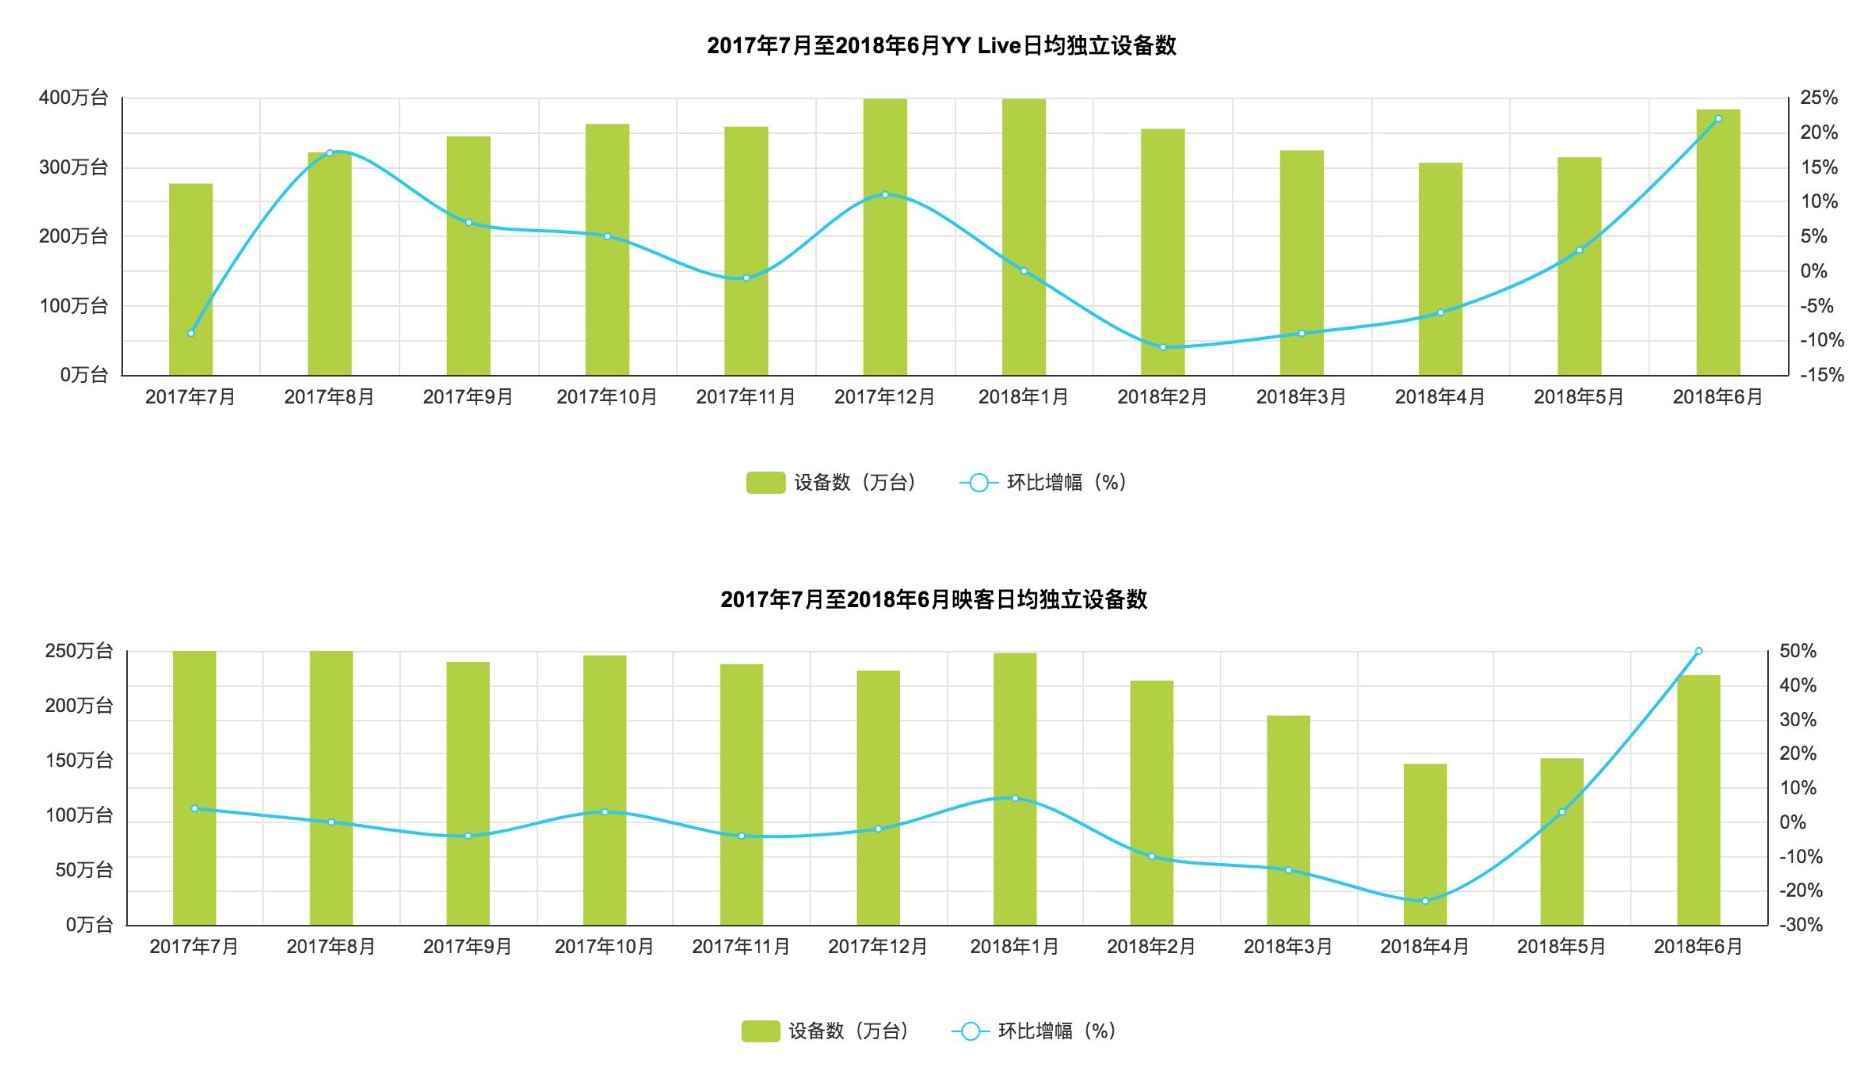 2017年7月至2018年6月YY Live日均独立设备数
400万台
300万台
200万台
100万台
0万台
25%
20%
15%
10%
5%
0%
-5%
-10%
-15%
2017年7月 2017年8月 2017年9月 2017年10月 2017年11月 2017年12月 2018年1月 2018年2月 2018年3月 2018年4月 2018年5月 2018年6月
设备数（万台） 环比增幅（%）
2017年7月至2018年6月映客日均独立设备数
250万台
200万台
150万台
100万台
50万台
0万台
50%
40%
30%
20%
10%
0%
-10%
-20%
-30%
2017年7月 2017年8月 2017年9月 2017年10月 2017年11月 2017年12月 2018年1月 2018年2月 2018年3月 2018年4月 2018年5月 2018年6月
设备数（万台） 环比增幅（%）